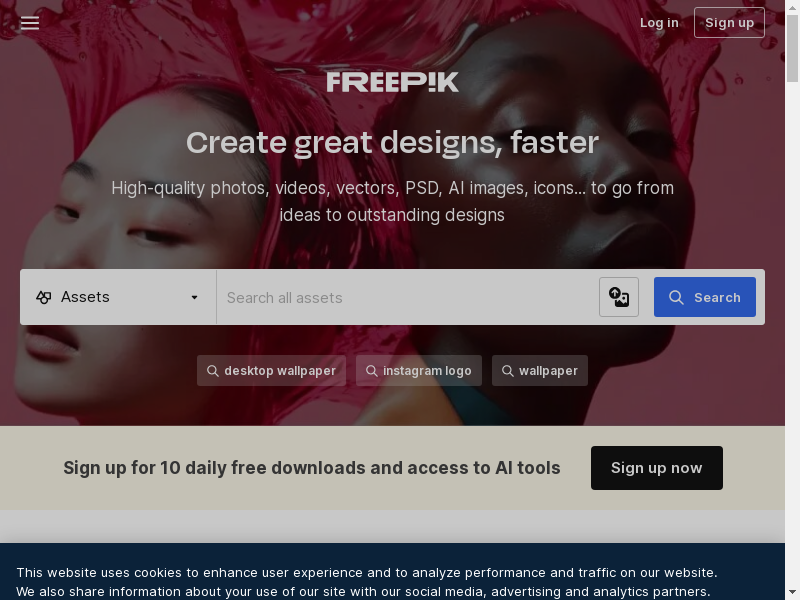 Log in
Sign up
FREEPIK
Create great designs, faster
High-quality photos, videos, vectors, PSD, AI images, icons... to go from
ideas to outstanding designs
Assets
Search all assets
Search
desktop wallpaper
instagram logo
wallpaper
Sign up for 10 daily free downloads and access to AI tools
Sign up now
This website uses cookies to enhance user experience and to analyze performance and traffic on our website.
We also share information about your use of our site with our social media, advertising and analytics partners.